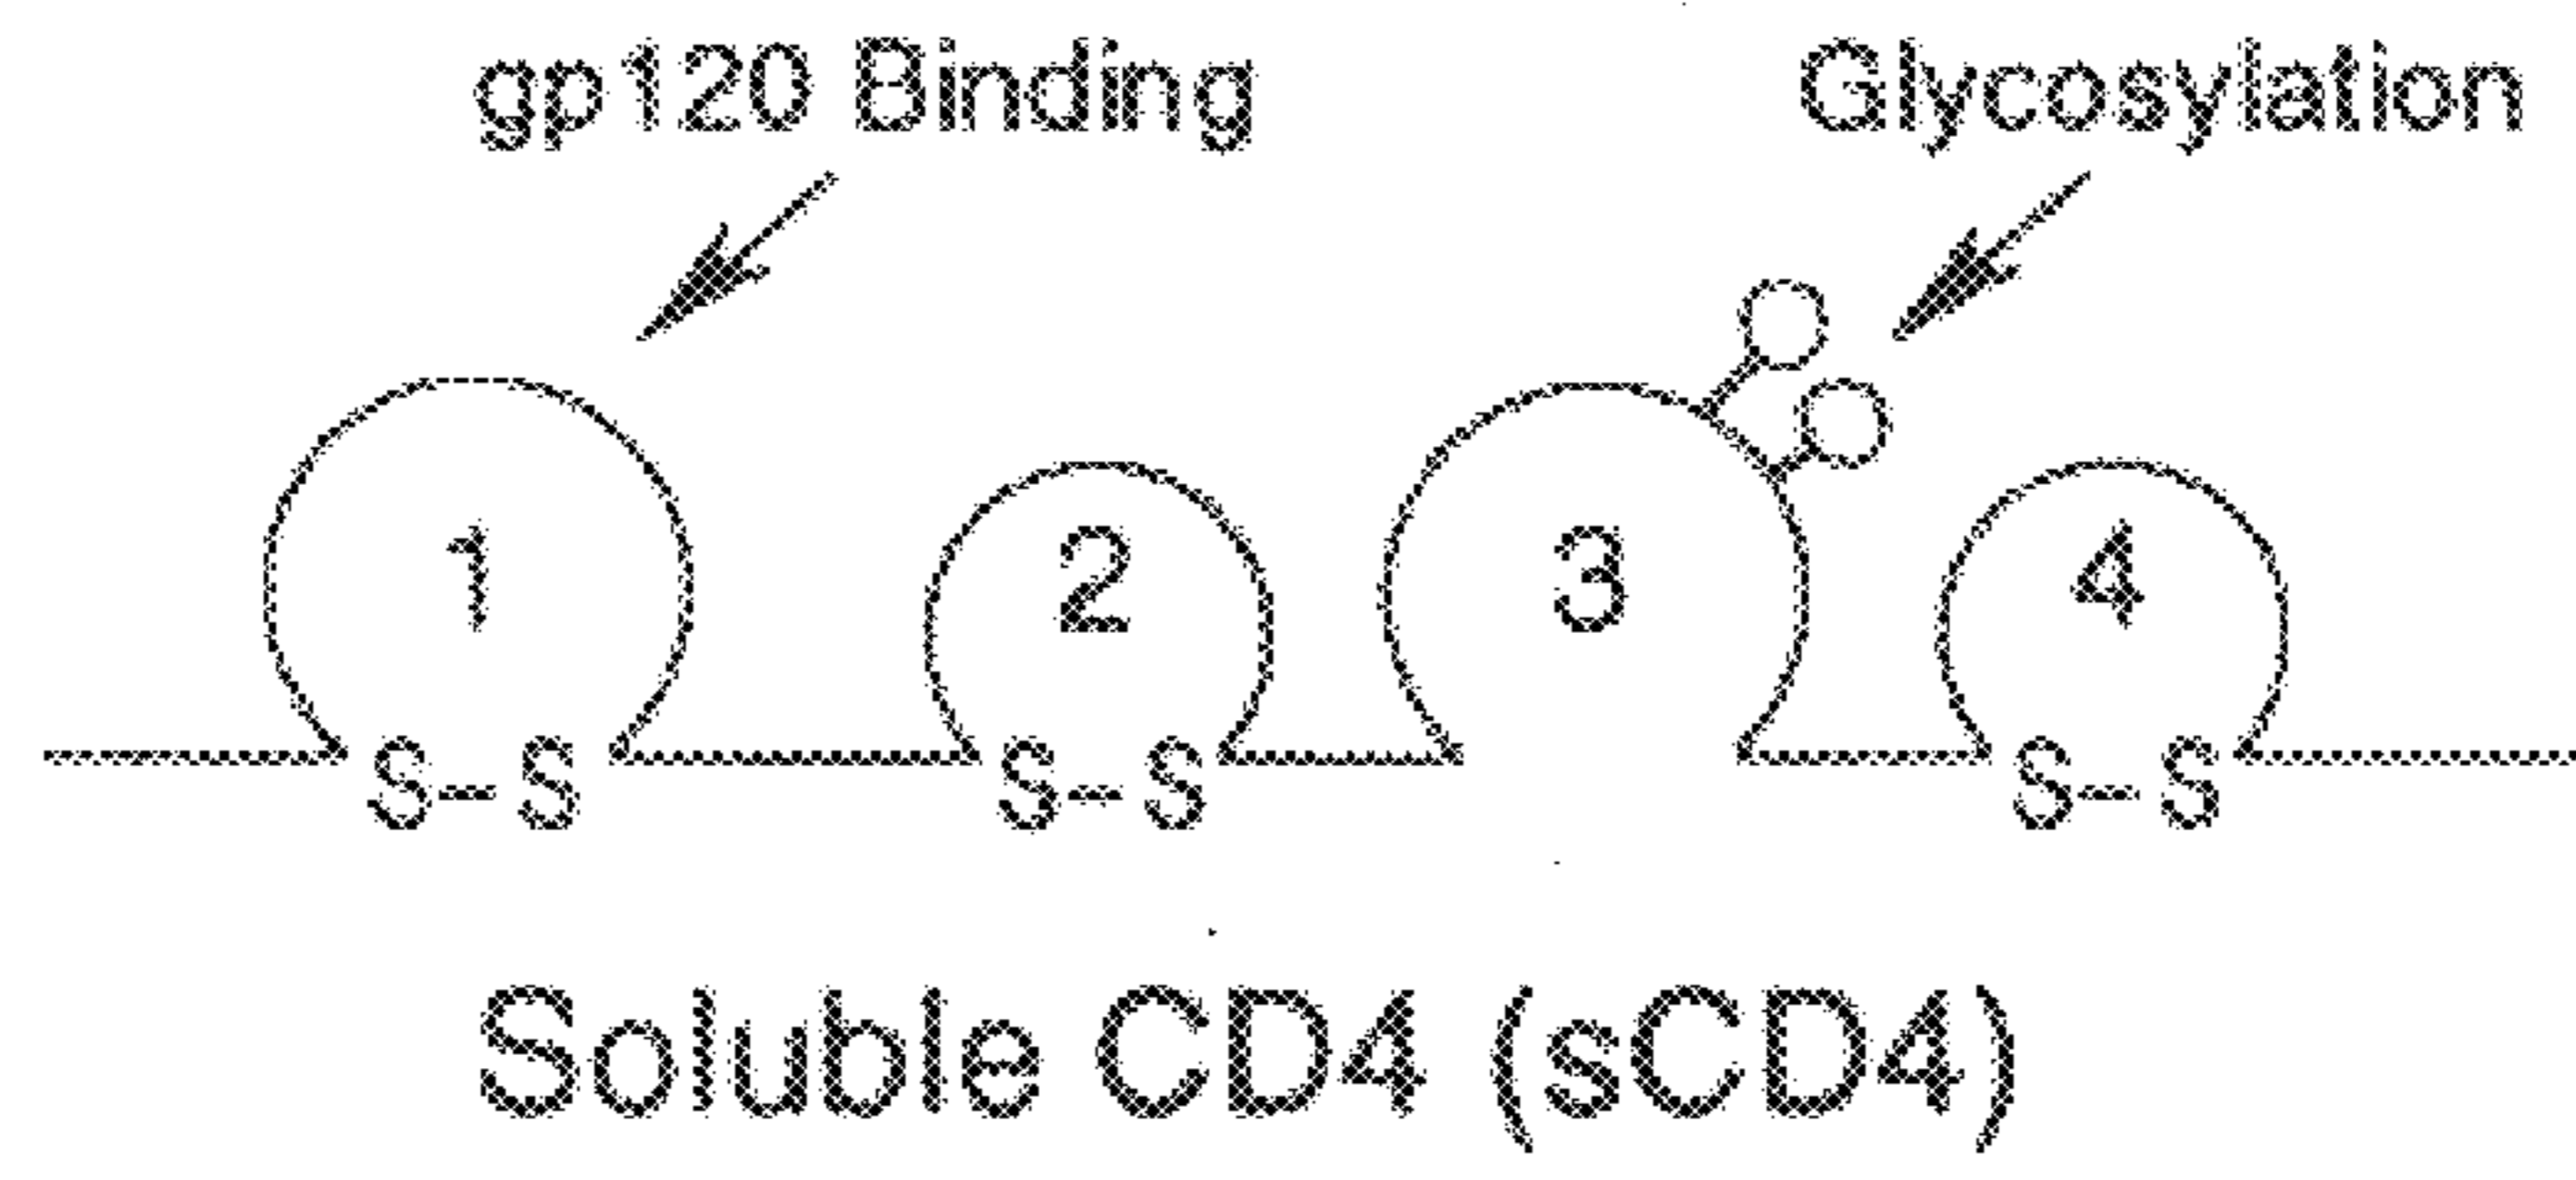 gp120 Binding Glycosylation
1 2 3 4
S–S S–S S–S
Soluble CD4 (sCD4)